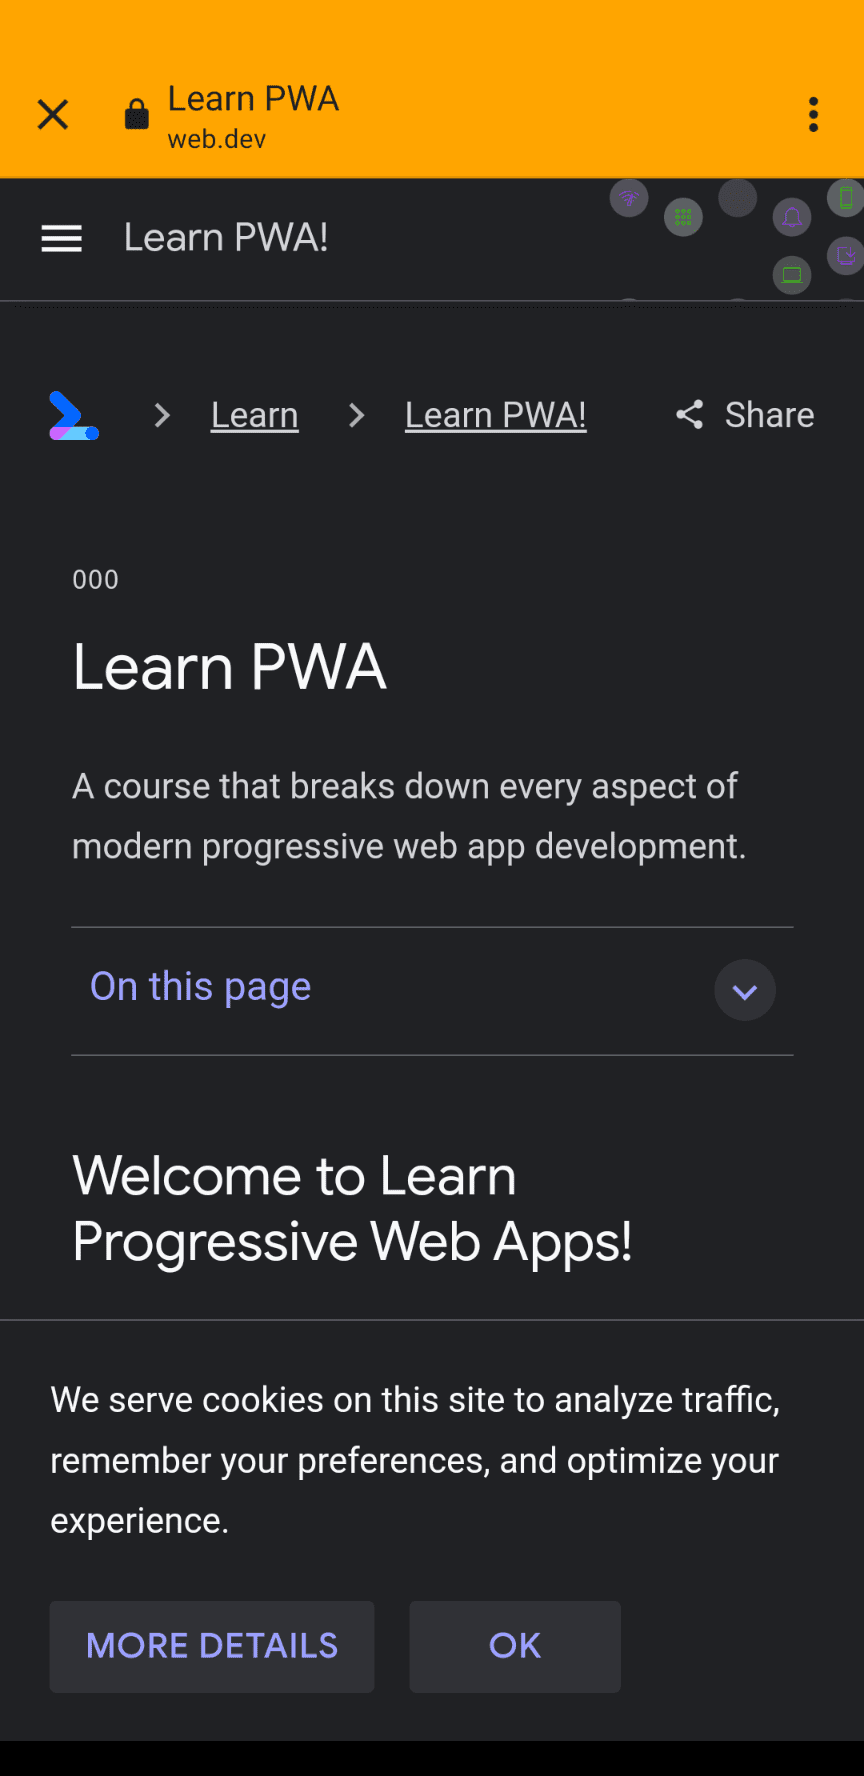 Learn PWA
web.dev
Learn PWA!
Learn Learn PWA! Share
000
Learn PWA
A course that breaks down every aspect of
modern progressive web app development.
On this page
Welcome to Learn
Progressive Web Apps!
We serve cookies on this site to analyze traffic,
remember your preferences, and optimize your
experience.
MORE DETAILS OK